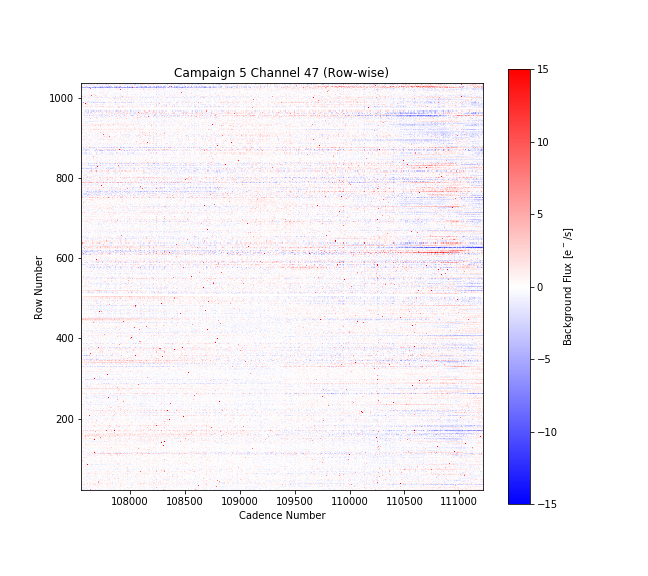 Campaign 5 Channel 47 (Row-wise)
1000
800
600
400
200
Row Number
108000 108500 109000 109500 110000 110500 111000
Cadence Number
15
10
5
0
−5
−10
−15
Background Flux [e⁻/s]